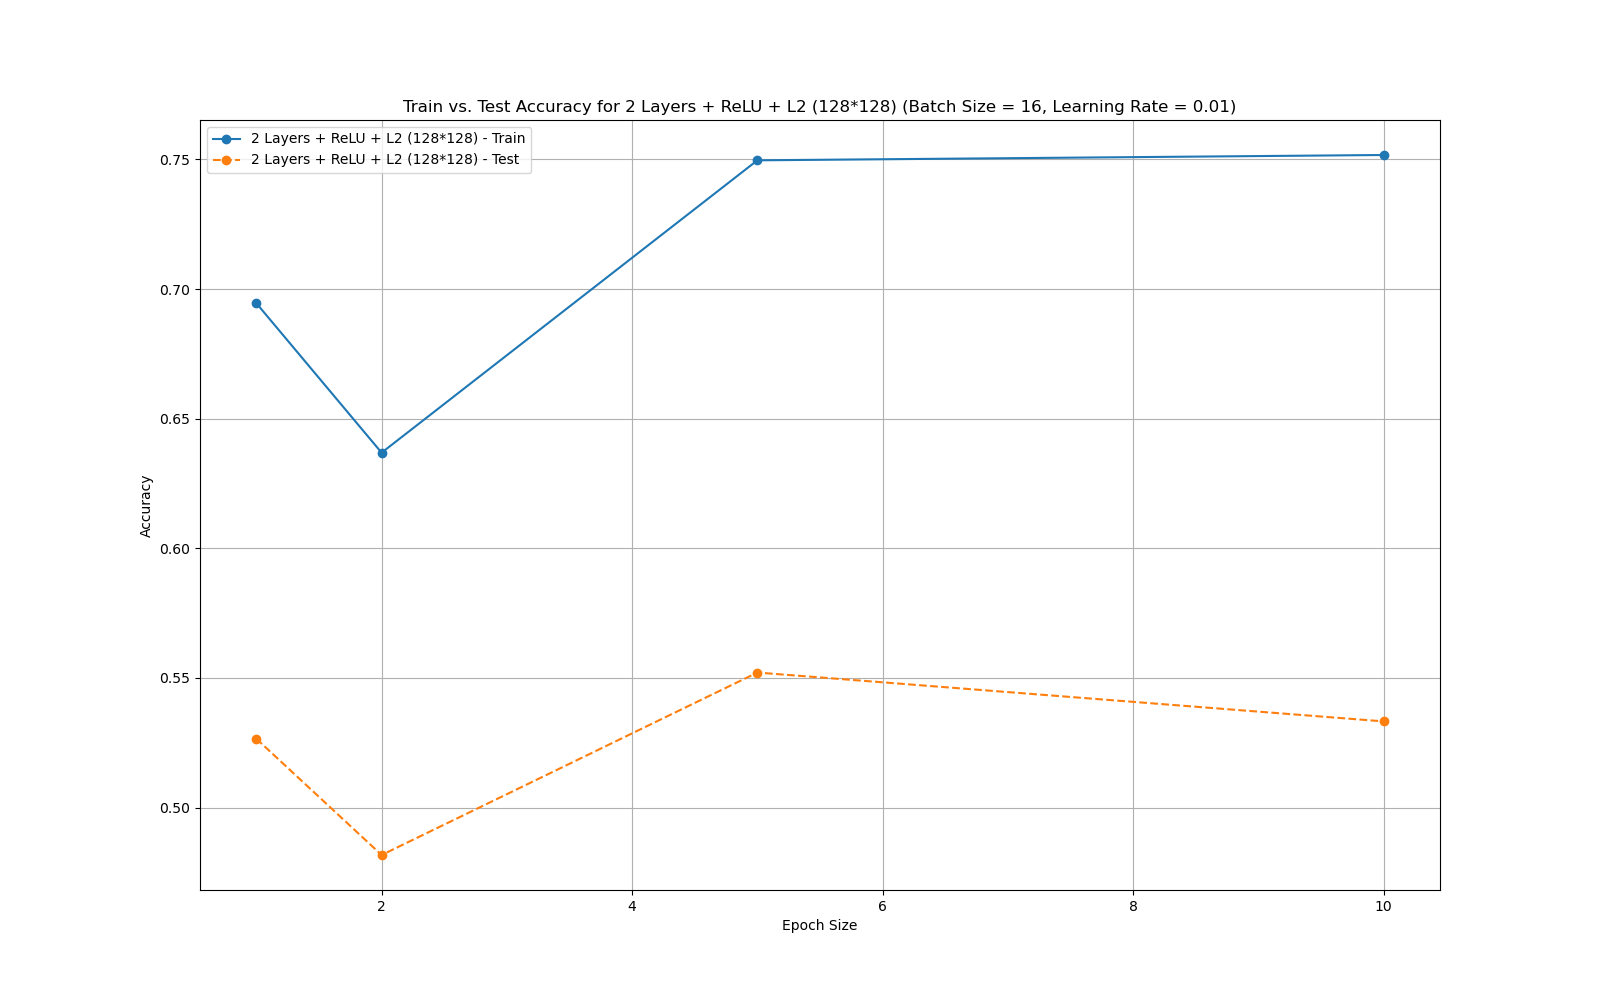 Train vs. Test Accuracy for 2 Layers + ReLU + L2 (128*128) (Batch Size = 16, Learning Rate = 0.01)
2 Layers + ReLU + L2 (128*128) - Train
2 Layers + ReLU + L2 (128*128) - Test
0.75
0.70
0.65
0.60
0.55
0.50
Accuracy
2 4 6 8 10
Epoch Size